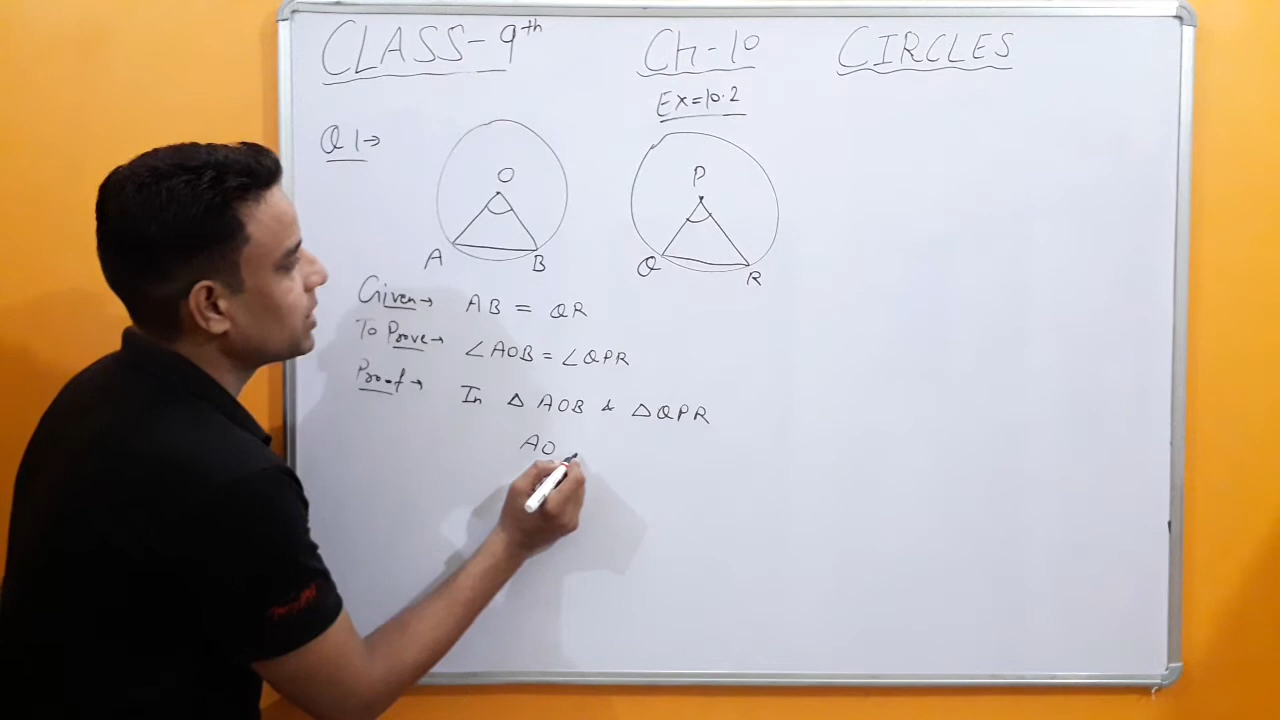 CLASS-9th Ch-10 CIRCLES
Ex=10.2
Q1→
O P
A B Q R
Given→ AB = QR
To Prove→ ∠AOB = ∠QPR
Proof→ In △ AOB & △QPR
AO